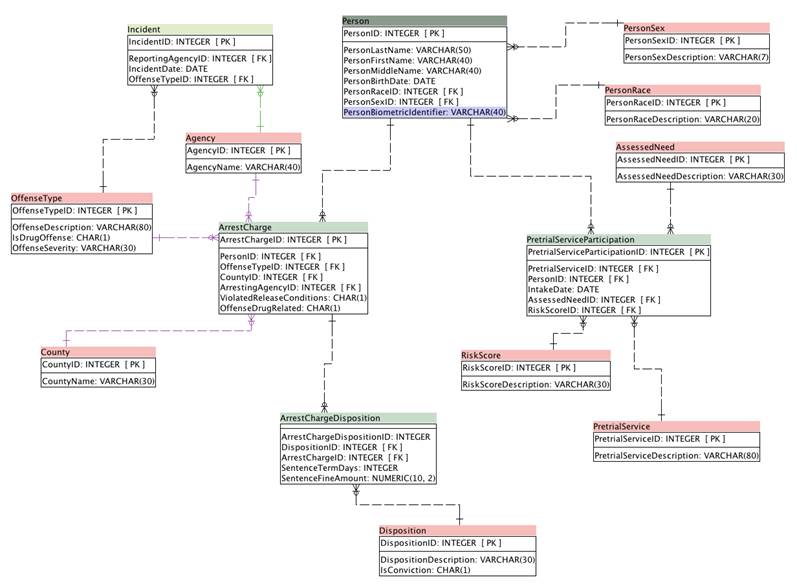 Incident
IncidentID: INTEGER [ PK ]
ReportingAgencyID: INTEGER [ FK ]
IncidentDate: DATE
OffenseTypeID: INTEGER [ FK ]
Person
PersonID: INTEGER [ PK ]
PersonLastName: VARCHAR(50)
PersonFirstName: VARCHAR(40)
PersonMiddleName: VARCHAR(40)
PersonBirthDate: DATE
PersonRaceID: INTEGER [ FK ]
PersonSexID: INTEGER [ FK ]
PersonBiometricIdentifier: VARCHAR(40)
PersonSex
PersonSexID: INTEGER [ PK ]
PersonSexDescription: VARCHAR(7)
PersonRace
PersonRaceID: INTEGER [ PK ]
PersonRaceDescription: VARCHAR(20)
Agency
AgencyID: INTEGER [ PK ]
AgencyName: VARCHAR(40)
AssessedNeed
AssessedNeedID: INTEGER [ PK ]
AssessedNeedDescription: VARCHAR(30)
OffenseType
OffenseTypeID: INTEGER [ PK ]
OffenseDescription: VARCHAR(80)
IsDrugOffense: CHAR(1)
OffenseSeverity: VARCHAR(30)
ArrestCharge
ArrestChargeID: INTEGER [ PK ]
PersonID: INTEGER [ FK ]
OffenseTypeID: INTEGER [ FK ]
CountyID: INTEGER [ FK ]
ArrestingAgencyID: INTEGER [ FK ]
ViolatedReleaseConditions: CHAR(1)
OffenseDrugRelated: CHAR(1)
PretrialServiceParticipation
PretrialServiceParticipationID: INTEGER [ PK ]
PretrialServiceID: INTEGER [ FK ]
PersonID: INTEGER [ FK ]
IntakeDate: DATE
AssessedNeedID: INTEGER [ FK ]
RiskScoreID: INTEGER [ FK ]
County
CountyID: INTEGER [ PK ]
CountyName: VARCHAR(30)
RiskScore
RiskScoreID: INTEGER [ PK ]
RiskScoreDescription: VARCHAR(30)
ArrestChargeDisposition
ArrestChargeDispositionID: INTEGER
DispositionID: INTEGER [ FK ]
ArrestChargeID: INTEGER [ FK ]
SentenceTermDays: INTEGER
SentenceFineAmount: NUMERIC(10, 2)
PretrialService
PretrialServiceID: INTEGER [ PK ]
PretrialServiceDescription: VARCHAR(80)
Disposition
DispositionID: INTEGER [ PK ]
DispositionDescription: VARCHAR(30)
IsConviction: CHAR(1)